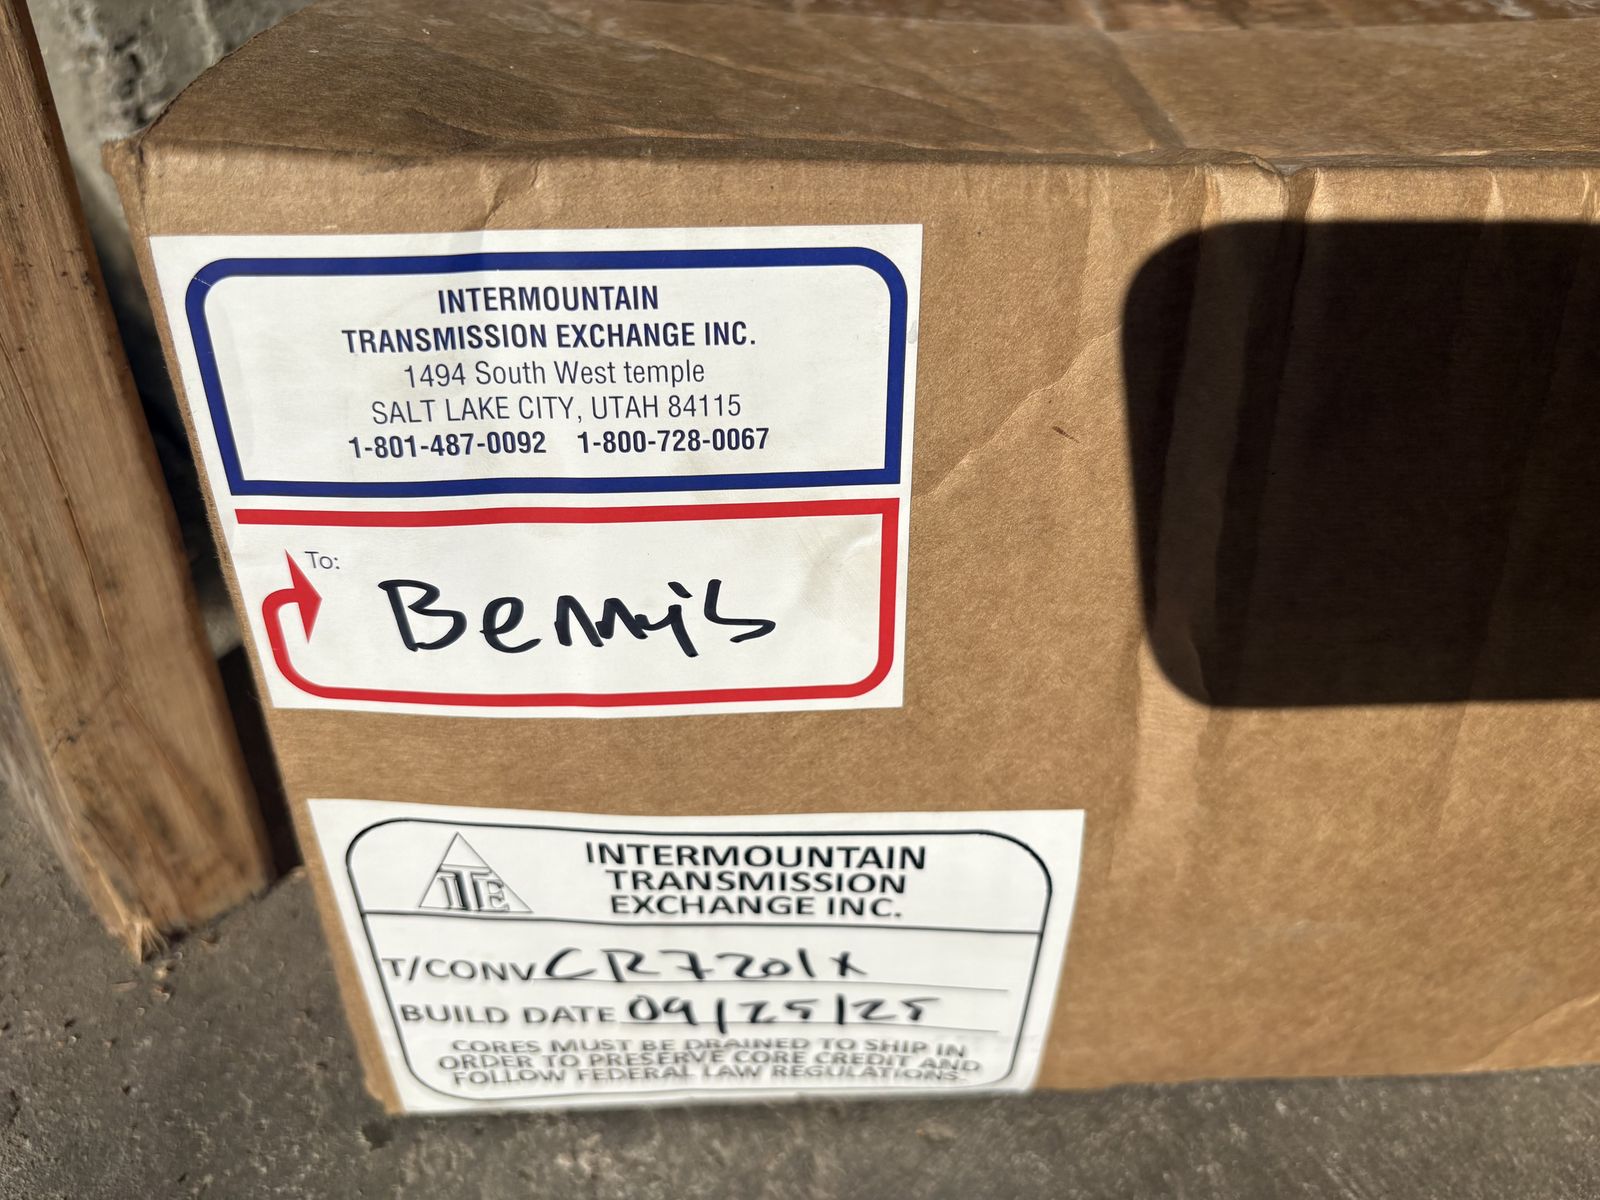 INTERMOUNTAIN
TRANSMISSION EXCHANGE INC.
1494 South West temple
SALT LAKE CITY, UTAH 84115
1-801-487-0092 1-800-728-0067
To:
ITE
INTERMOUNTAIN
TRANSMISSION
EXCHANGE INC.
T/CONV CR7201x
BUILD DATE 09/25/25
CORES MUST BE DRAINED TO SHIP IN
ORDER TO PRESERVE CORE CREDIT AND
FOLLOW FEDERAL LAW REGULATIONS.